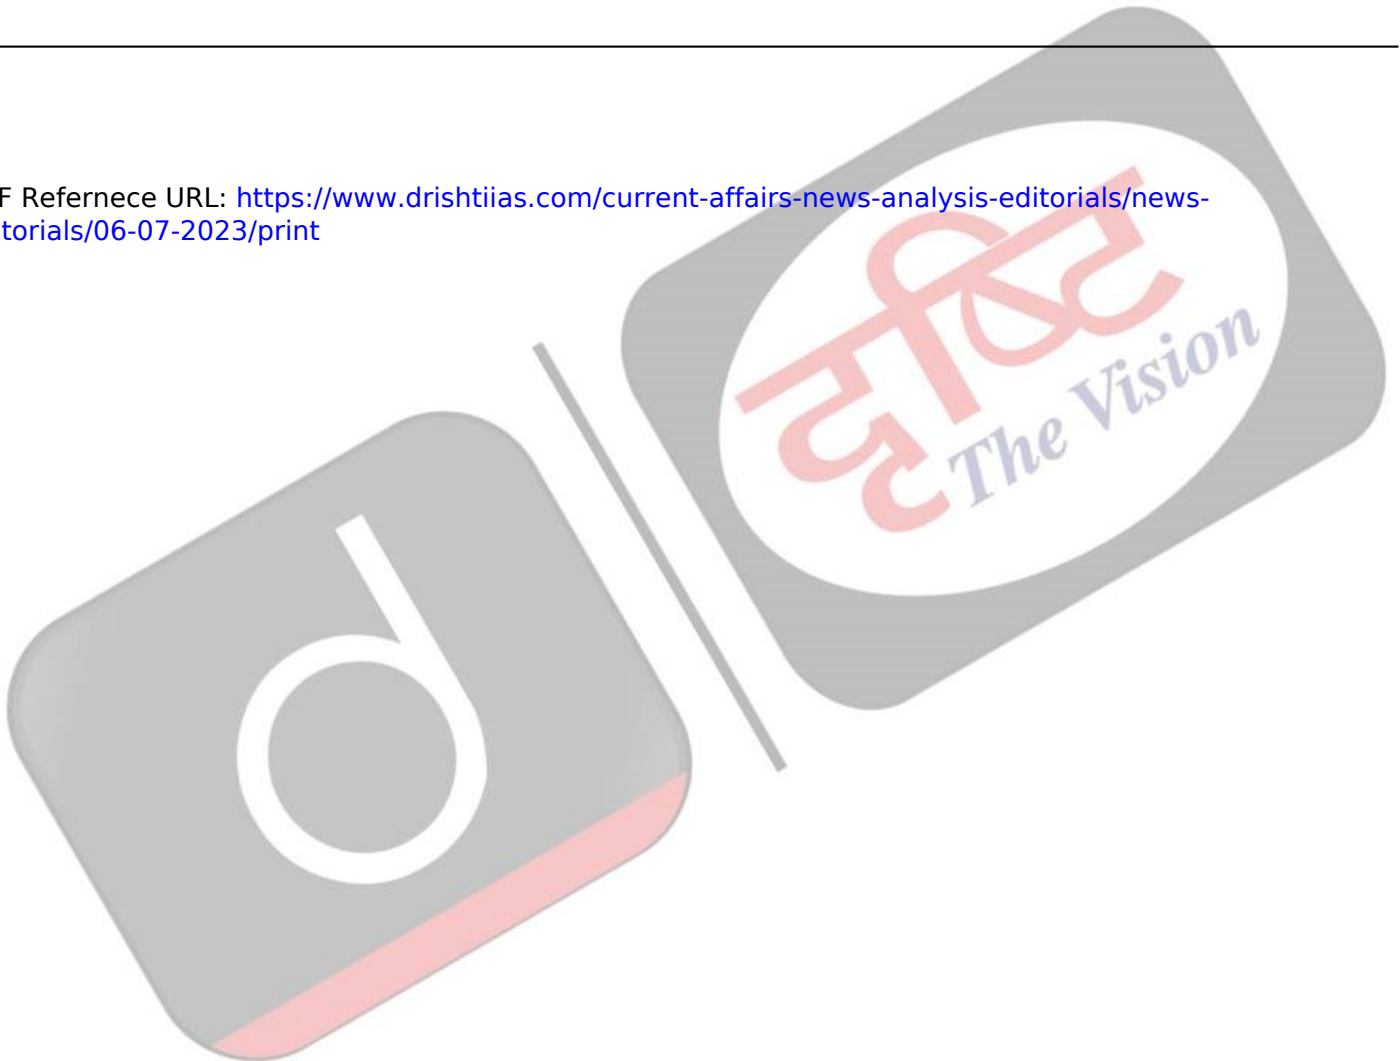 F Refernece URL: https://www.drishtiias.com/current-affairs-news-analysis-editorials/news-
torials/06-07-2023/print
दृष्टि
The Vision
d